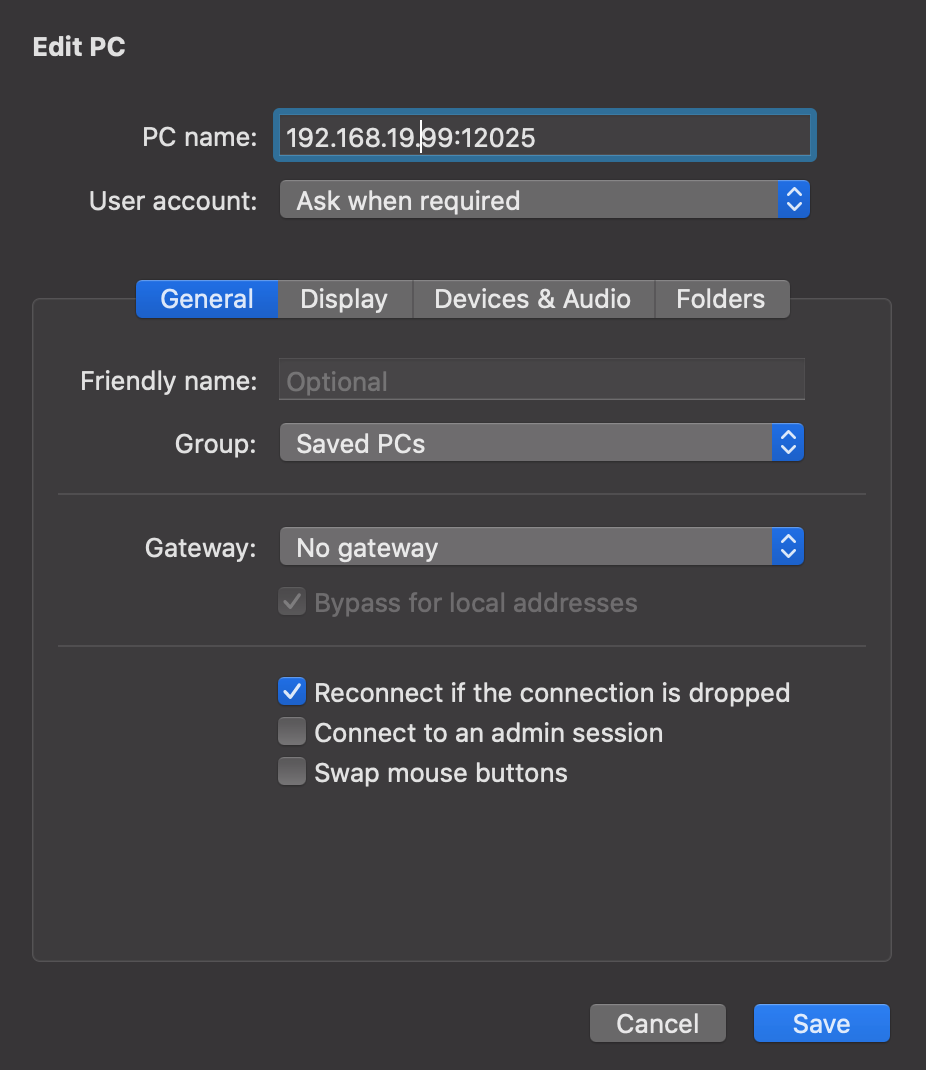 Edit PC
PC name: 192.168.19.99:12025
User account: Ask when required
General Display Devices & Audio Folders
Friendly name: Optional
Group: Saved PCs
Gateway: No gateway
Bypass for local addresses
Reconnect if the connection is dropped
Connect to an admin session
Swap mouse buttons
Cancel Save